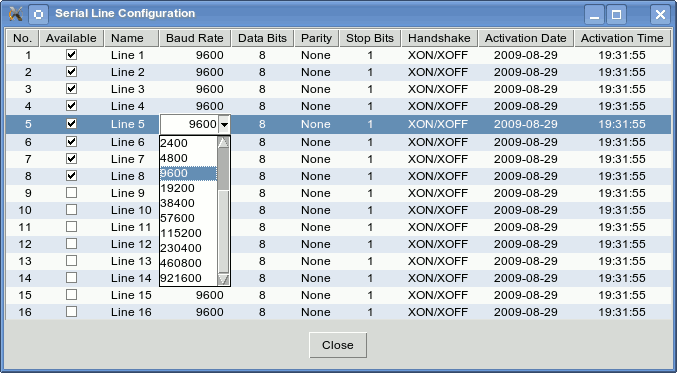 Serial Line Configuration
No. Available Name Baud Rate Data Bits Parity Stop Bits Handshake Activation Date Activation Time
1 Line 1 9600 8 None 1 XON/XOFF 2009-08-29 19:31:55
2 Line 2 9600 8 None 1 XON/XOFF 2009-08-29 19:31:55
3 Line 3 9600 8 None 1 XON/XOFF 2009-08-29 19:31:55
4 Line 4 9600 8 None 1 XON/XOFF 2009-08-29 19:31:55
5 Line 5 9600 8 None 1 XON/XOFF 2009-08-29 19:31:55
6 Line 6 2400 8 None 1 XON/XOFF 2009-08-29 19:31:55
4800
7 Line 7 8 None 1 XON/XOFF 2009-08-29 19:31:55
8 Line 8 9600 8 None 1 XON/XOFF 2009-08-29 19:31:55
9 Line 9 19200 8 None 1 XON/XOFF 2009-08-29 19:31:55
10 Line 10 38400 8 None 1 XON/XOFF 2009-08-29 19:31:55
57600
11 Line 11 115200 8 None 1 XON/XOFF 2009-08-29 19:31:55
12 Line 12 230400 8 None 1 XON/XOFF 2009-08-29 19:31:55
13 Line 13 460800 8 None 1 XON/XOFF 2009-08-29 19:31:55
14 Line 14 921600 8 None 1 XON/XOFF 2009-08-29 19:31:55
15 Line 15 9600 8 None 1 XON/XOFF 2009-08-29 19:31:55
16 Line 16 9600 8 None 1 XON/XOFF 2009-08-29 19:31:55
Close